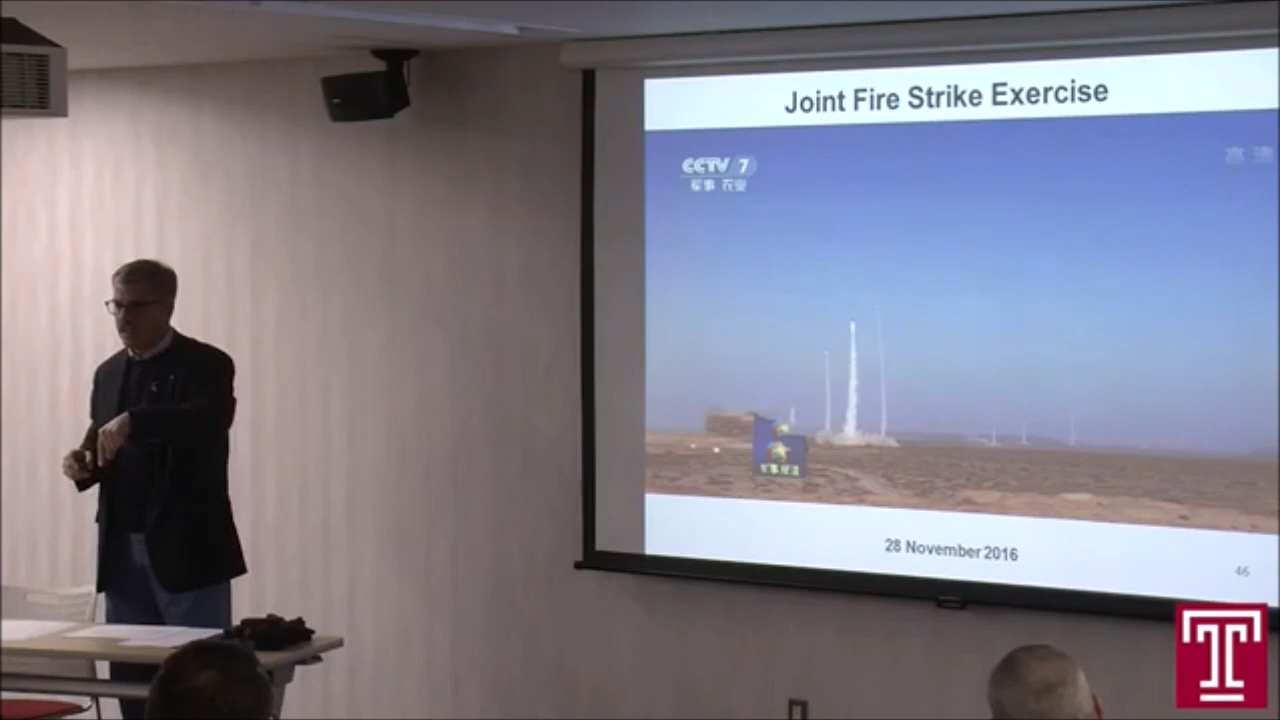 Joint Fire Strike Exercise
CCTV 7
高清
军事 农业
28 November 2016
46
T